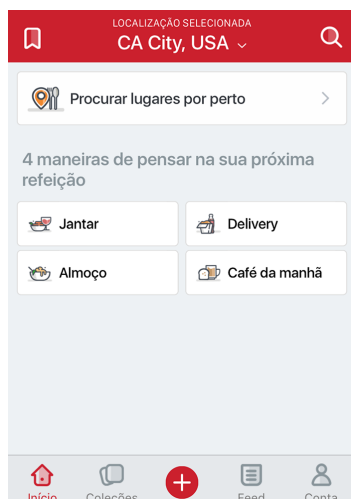 LOCALIZAÇÃO SELECIONADA
CA City, USA
Procurar lugares por perto
4 maneiras de pensar na sua próxima
refeição
Jantar
Delivery
Almoço
Café da manhã
Início
Coleções
Feed
Conta